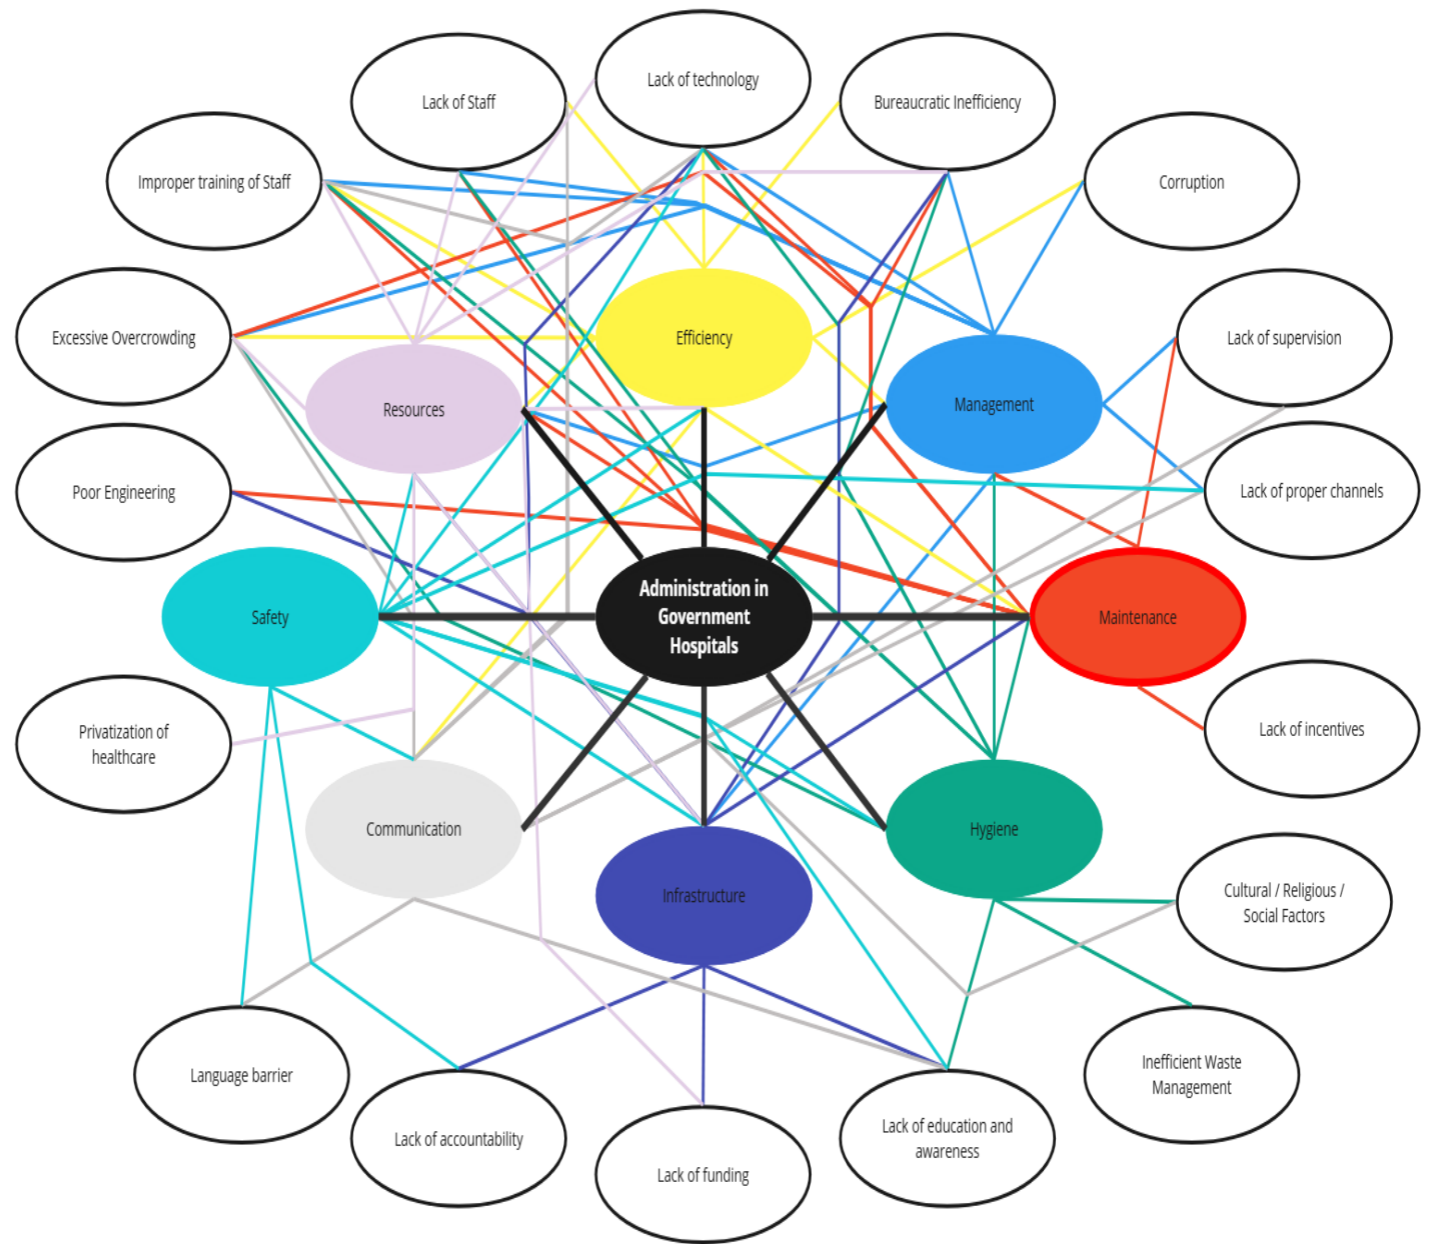 Lack of technology
Lack of Staff
Bureaucratic Inefficiency
Improper training of Staff
Corruption
Excessive Overcrowding
Efficiency
Lack of supervision
Resources
Management
Poor Engineering
Lack of proper channels
Administration in
Government
Hospitals
Safety
Maintenance
Privatization of
healthcare
Lack of incentives
Communication
Hygiene
Infrastructure
Cultural / Religious /
Social Factors
Language barrier
Inefficient Waste
Management
Lack of accountability
Lack of education and
awareness
Lack of funding